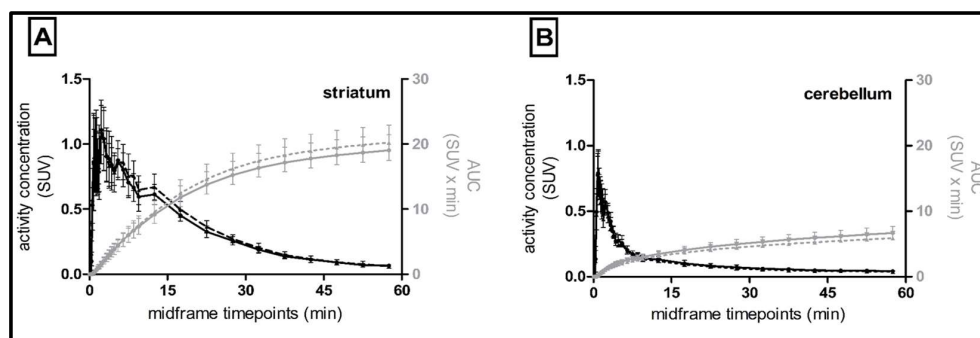 A
striatum
activity concentration
(SUV)
1.5
1.0
0.5
0.0
30
20
10
0
AUC
(SUV x min)
0
15
30
45
60
midframe timepoints (min)
B
cerebellum
activity concentration
(SUV)
1.5
1.0
0.5
0.0
30
20
10
0
AUC
(SUV x min)
0
15
30
45
60
midframe timepoints (min)